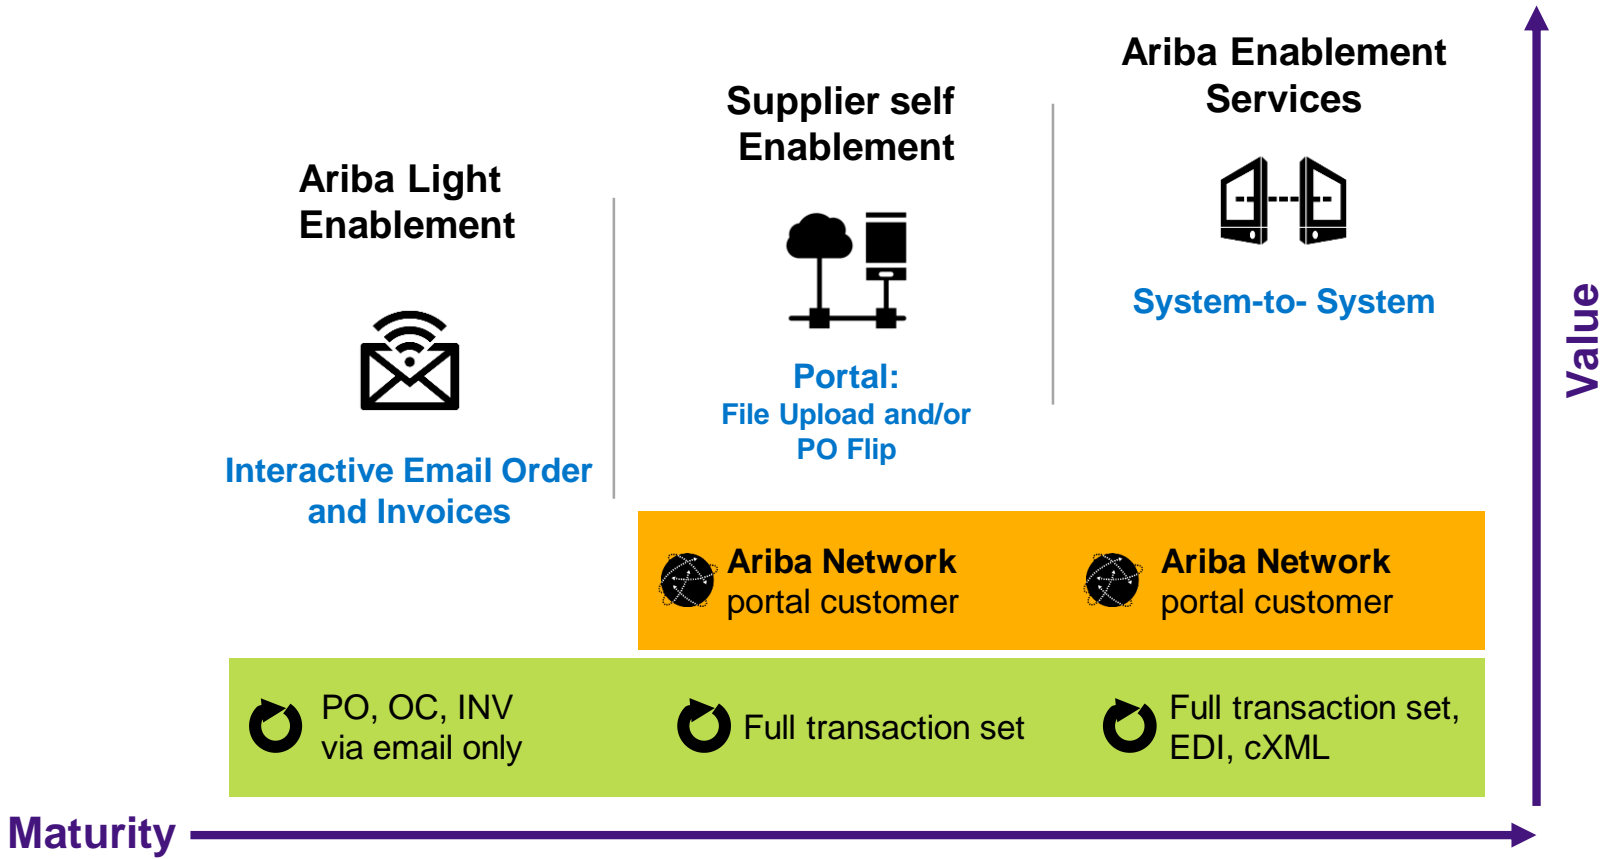 Ariba Light
Enablement
Interactive Email Order
and Invoices
Supplier self
Enablement
Portal:
File Upload and/or
PO Flip
Ariba Enablement
Services
System-to- System
Ariba Network
portal customer
Ariba Network
portal customer
PO, OC, INV
via email only
Full transaction set
Full transaction set,
EDI, cXML
Maturity
Value